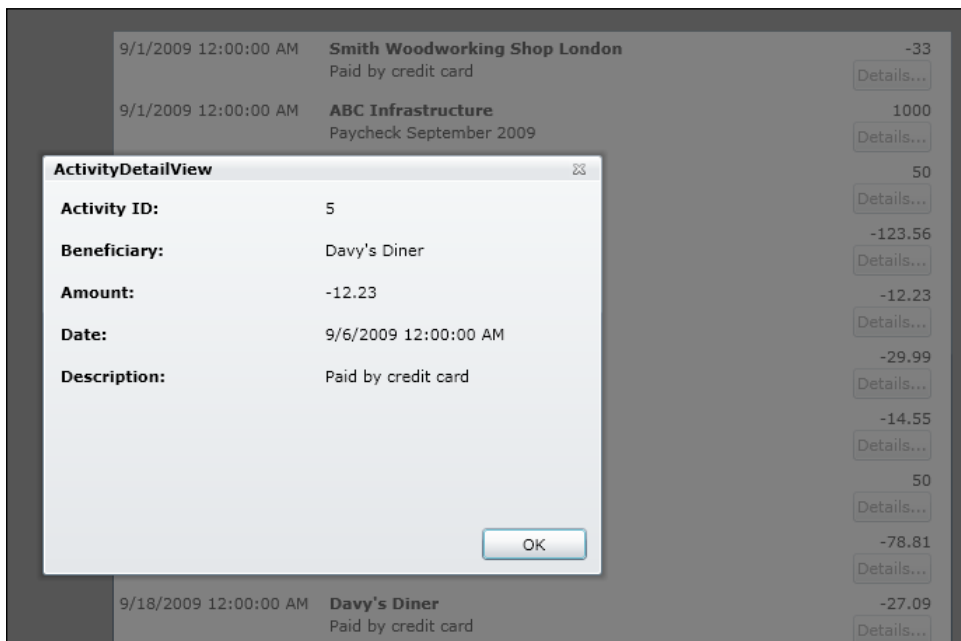 9/1/2009 12:00:00 AM Smith Woodworking Shop London -33
Paid by credit card Details...
9/1/2009 12:00:00 AM ABC Infrastructure 1000
Paycheck September 2009 Details...
ActivityDetailView
50
Activity ID: 5
Details...
-123.56
Beneficiary: Davy's Diner
Details...
Amount: -12.23
-12.23
Details...
Date: 9/6/2009 12:00:00 AM
-29.99
Description: Paid by credit card
Details...
-14.55
Details...
50
Details...
OK
-78.81
Details...
9/18/2009 12:00:00 AM Davy's Diner -27.09
Paid by credit card Details...